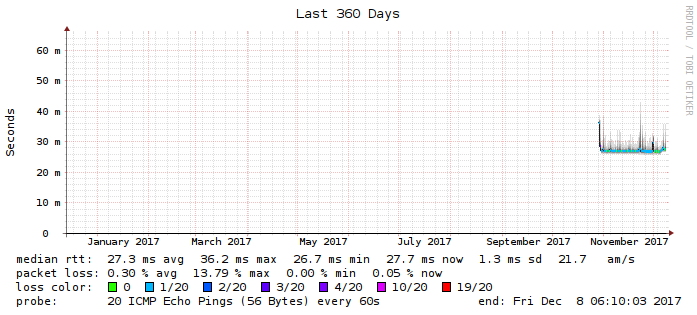 Last 360 Days
RRDTOOL / TOBI OETIKER
Seconds
60 m
50 m
40 m
30 m
20 m
10 m
0
January 2017 March 2017 May 2017 July 2017 September 2017 November 2017
median rtt: 27.3 ms avg 36.2 ms max 26.7 ms min 27.7 ms now 1.3 ms sd 21.7 am/s
packet loss: 0.30 % avg 13.79 % max 0.00 % min 0.05 % now
loss color: 0 1/20 2/20 3/20 4/20 10/20 19/20
probe: 20 ICMP Echo Pings (56 Bytes) every 60s end: Fri Dec 8 06:10:03 2017